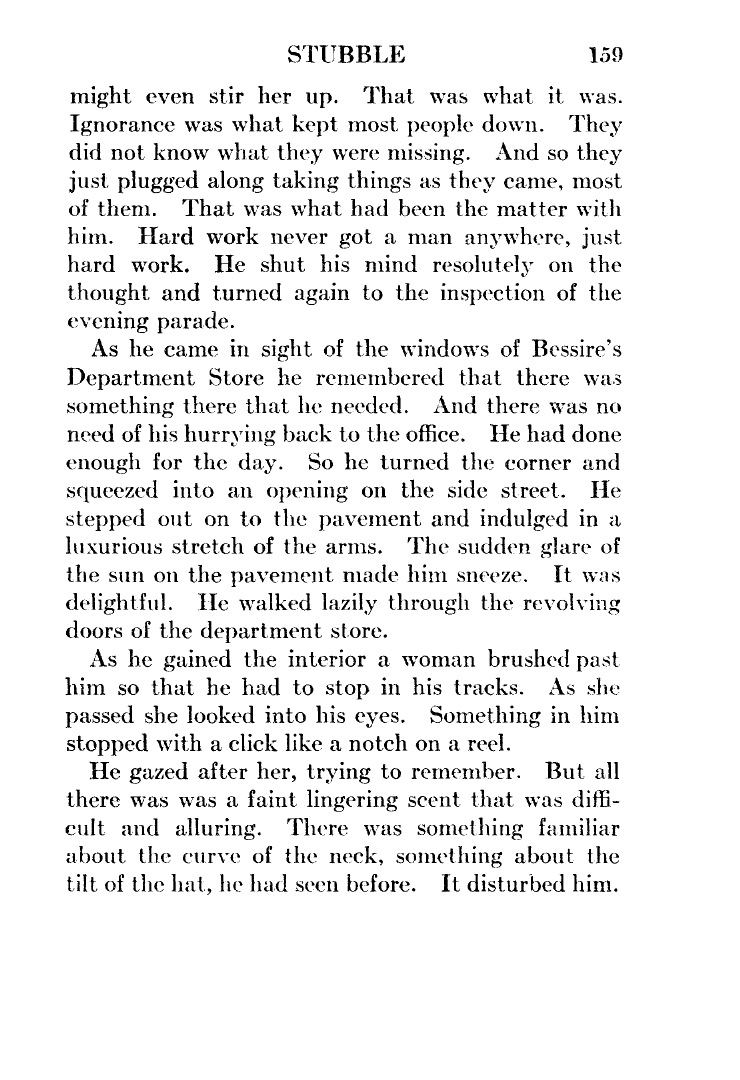 STUBBLE 159
might even stir her up. That was what it was.
Ignorance was what kept most people down. They
did not know what they were missing. And so they
just plugged along taking things as they came, most
of them. That was what had been the matter with
him. Hard work never got a man anywhere, just
hard work. He shut his mind resolutely on the
thought and turned again to the inspection of the
evening parade.
As he came in sight of the windows of Bessire's
Department Store he remembered that there was
something there that he needed. And there was no
need of his hurrying back to the office. He had done
enough for the day. So he turned the corner and
squeezed into an opening on the side street. He
stepped out on to the pavement and indulged in a
luxurious stretch of the arms. The sudden glare of
the sun on the pavement made him sneeze. It was
delightful. He walked lazily through the revolving
doors of the department store.
As he gained the interior a woman brushed past
him so that he had to stop in his tracks. As she
passed she looked into his eyes. Something in him
stopped with a click like a notch on a reel.
He gazed after her, trying to remember. But all
there was was a faint lingering scent that was diffi-
cult and alluring. There was something familiar
about the curve of the neck, something about the
tilt of the hat, he had seen before. It disturbed him.